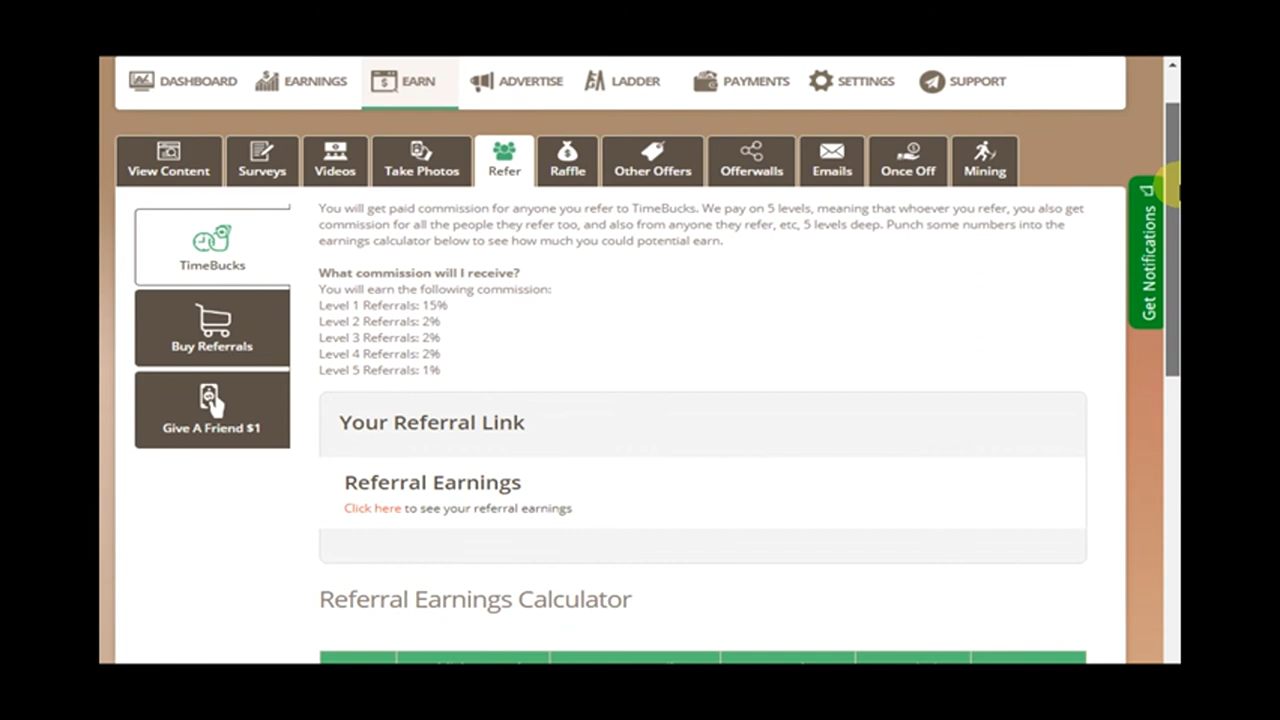 DASHBOARD EARNINGS EARN ADVERTISE LADDER PAYMENTS SETTINGS SUPPORT
View Content Surveys Videos Take Photos Refer Raffle Other Offers Offerwalls Emails Once Off Mining
TimeBucks
Buy Referrals
Give A Friend $1
You will get paid commission for anyone you refer to TimeBucks. We pay on 5 levels, meaning that whoever you refer, you also get
commission for all the people they refer too, and also from anyone they refer, etc, 5 levels deep. Punch some numbers into the
earnings calculator below to see how much you could potential earn.
What commission will I receive?
You will earn the following commission:
Level 1 Referrals: 15%
Level 2 Referrals: 2%
Level 3 Referrals: 2%
Level 4 Referrals: 2%
Level 5 Referrals: 1%
Your Referral Link
Referral Earnings
Click here to see your referral earnings
Referral Earnings Calculator
Get Notifications